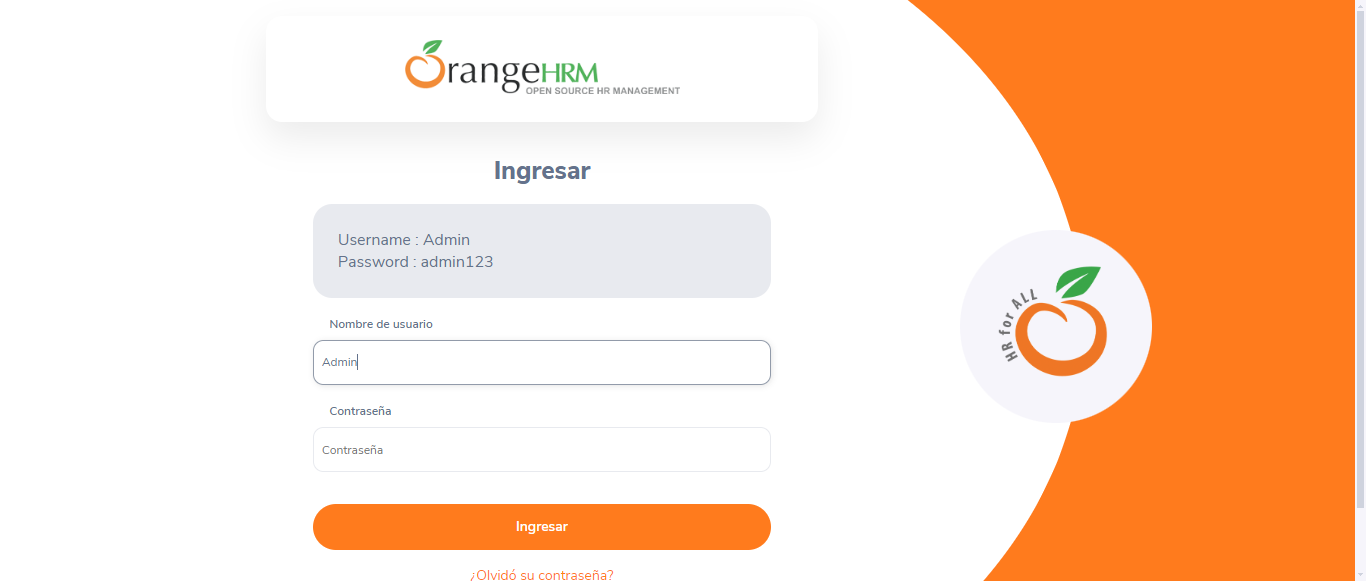 OrangeHRM
OPEN SOURCE HR MANAGEMENT
Ingresar
Username : Admin
Password : admin123
Nombre de usuario
Admin
Contraseña
Contraseña
Ingresar
¿Olvidó su contraseña?
HR for ALL